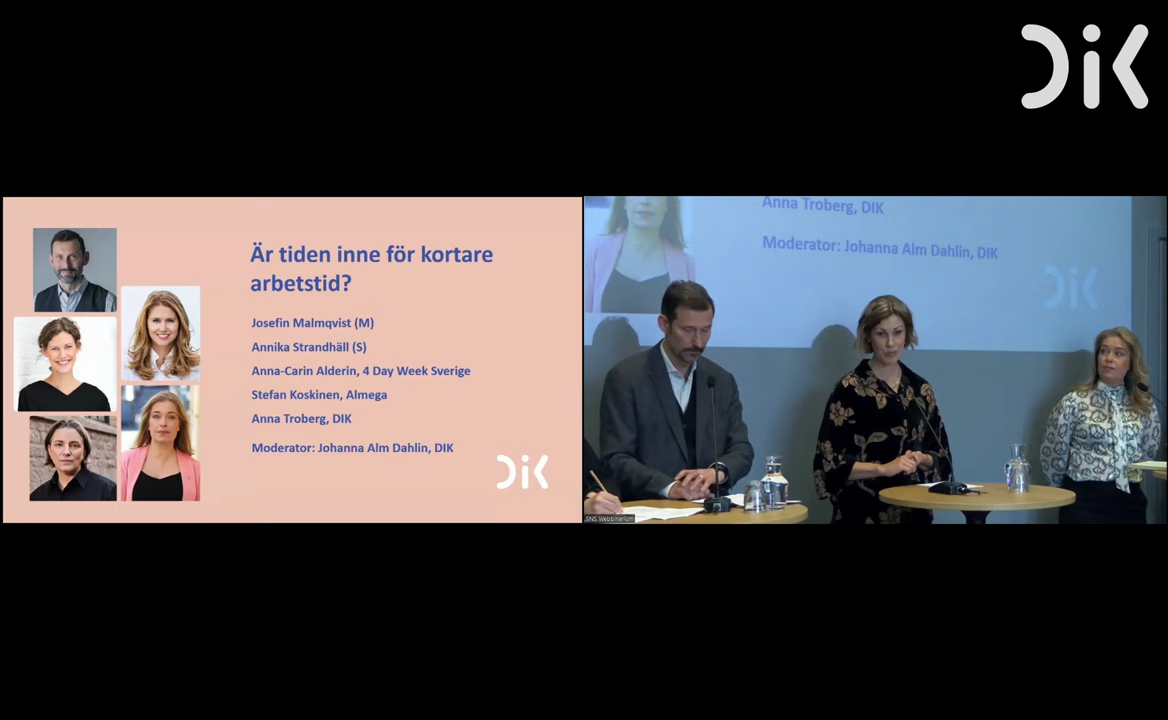 DiK
Är tiden inne för kortare
arbetstid?
Josefin Malmqvist (M)
Annika Strandhäll (S)
Anna-Carin Alderin, 4 Day Week Sverige
Stefan Koskinen, Almega
Anna Troberg, DIK
Moderator: Johanna Alm Dahlin, DIK
DiK
Anna Troberg, DIK
Moderator: Johanna Alm Dahlin, DIK
DiK
SNS Webbinarium